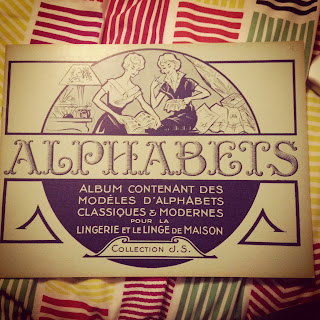 ALPHABETS
ALBUM CONTENANT DES
MODÈLES D'ALPHABETS
CLASSIQUES & MODERNES
POUR LA
LINGERIE ET LE LINGE DE MAISON
COLLECTION J.S.